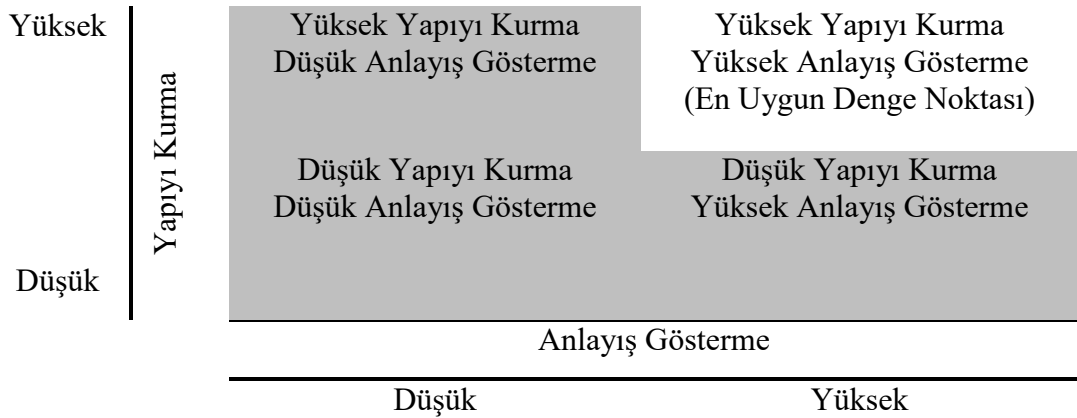 Yüksek
Yapıyı Kurma
Düşük
Yüksek Yapıyı Kurma
Düşük Anlayış Gösterme
Yüksek Yapıyı Kurma
Yüksek Anlayış Gösterme
(En Uygun Denge Noktası)
Düşük Yapıyı Kurma
Düşük Anlayış Gösterme
Düşük Yapıyı Kurma
Yüksek Anlayış Gösterme
Anlayış Gösterme
Düşük
Yüksek